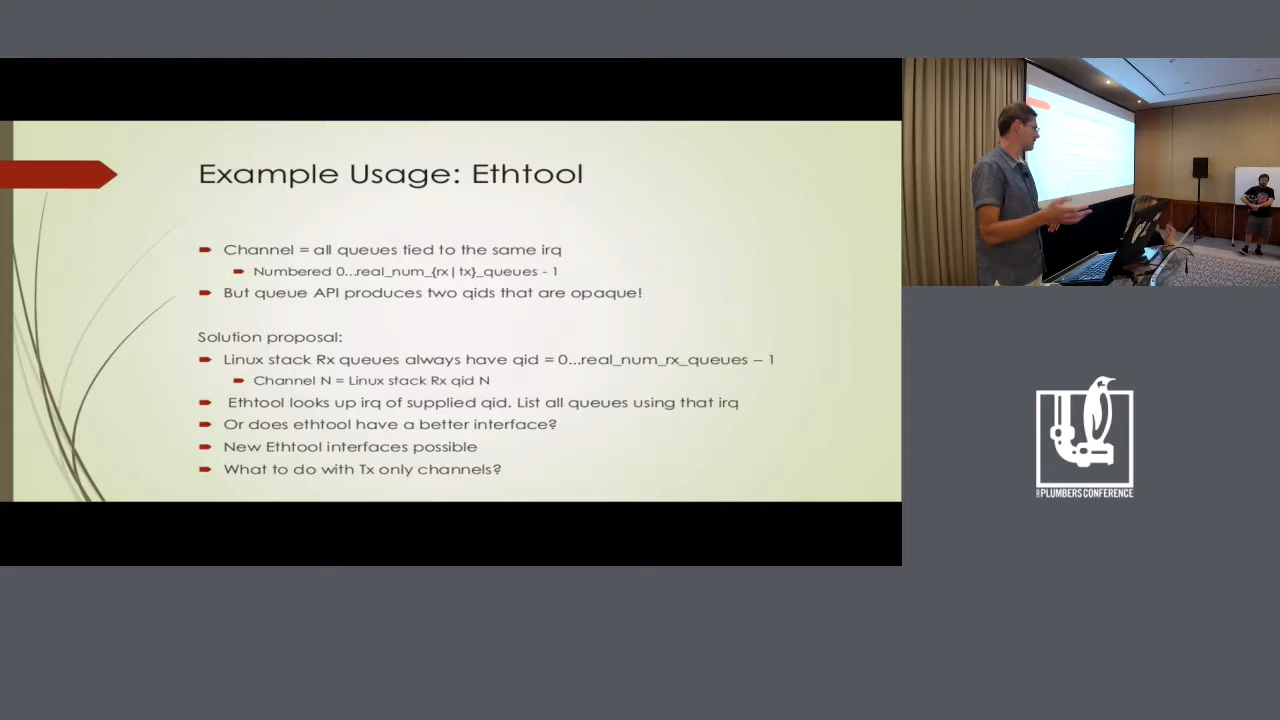 Example Usage: Ethtool
Channel = all queues tied to the same irq
Numbered 0...real_num_{rx|tx}_queues - 1
But queue API produces two qids that are opaque!
Solution proposal:
Linux stack Rx queues always have qid = 0...real_num_rx_queues – 1
Channel N = Linux stack Rx qid N
Ethtool looks up irq of supplied qid. List all queues using that irq
Or does ethtool have a better interface?
New Ethtool interfaces possible
What to do with Tx only channels?
PLUMBERS CONFERENCE